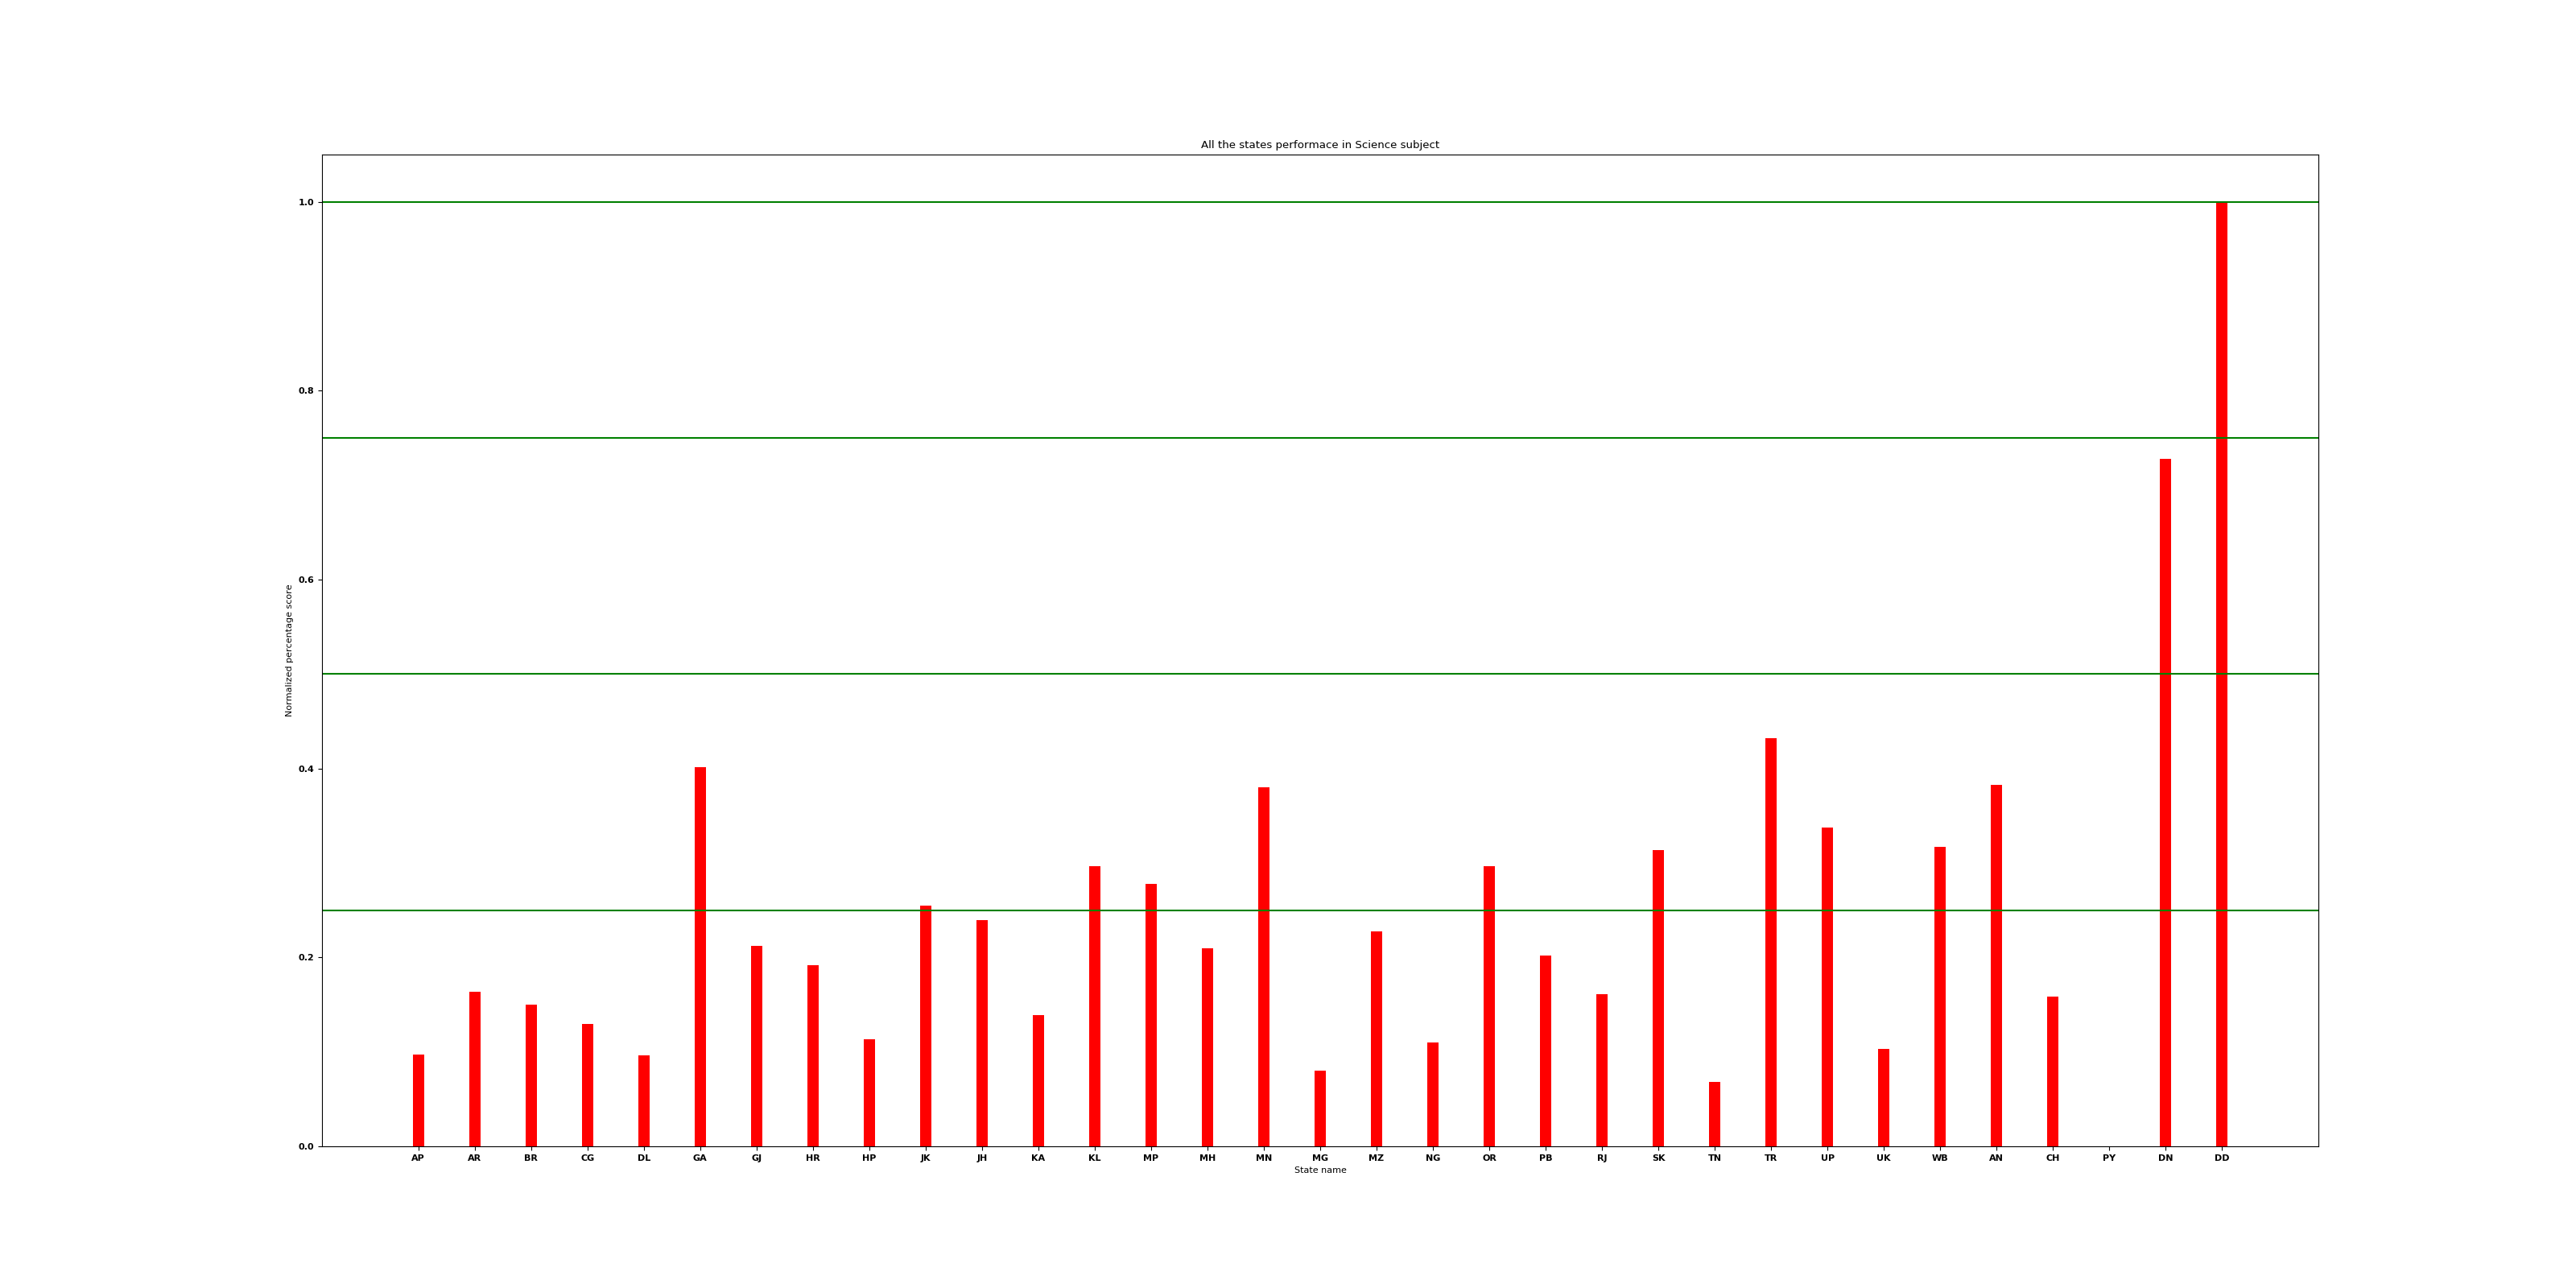 All the states performace in Science subject
1.0
0.8
0.6
0.4
0.2
0.0
Normalized percentage score
AP AR BR CG DL GA GJ HR HP JK JH KA KL MP MH MN MG MZ NG OR PB RJ SK TN TR UP UK WB AN CH PY DN DD
State name